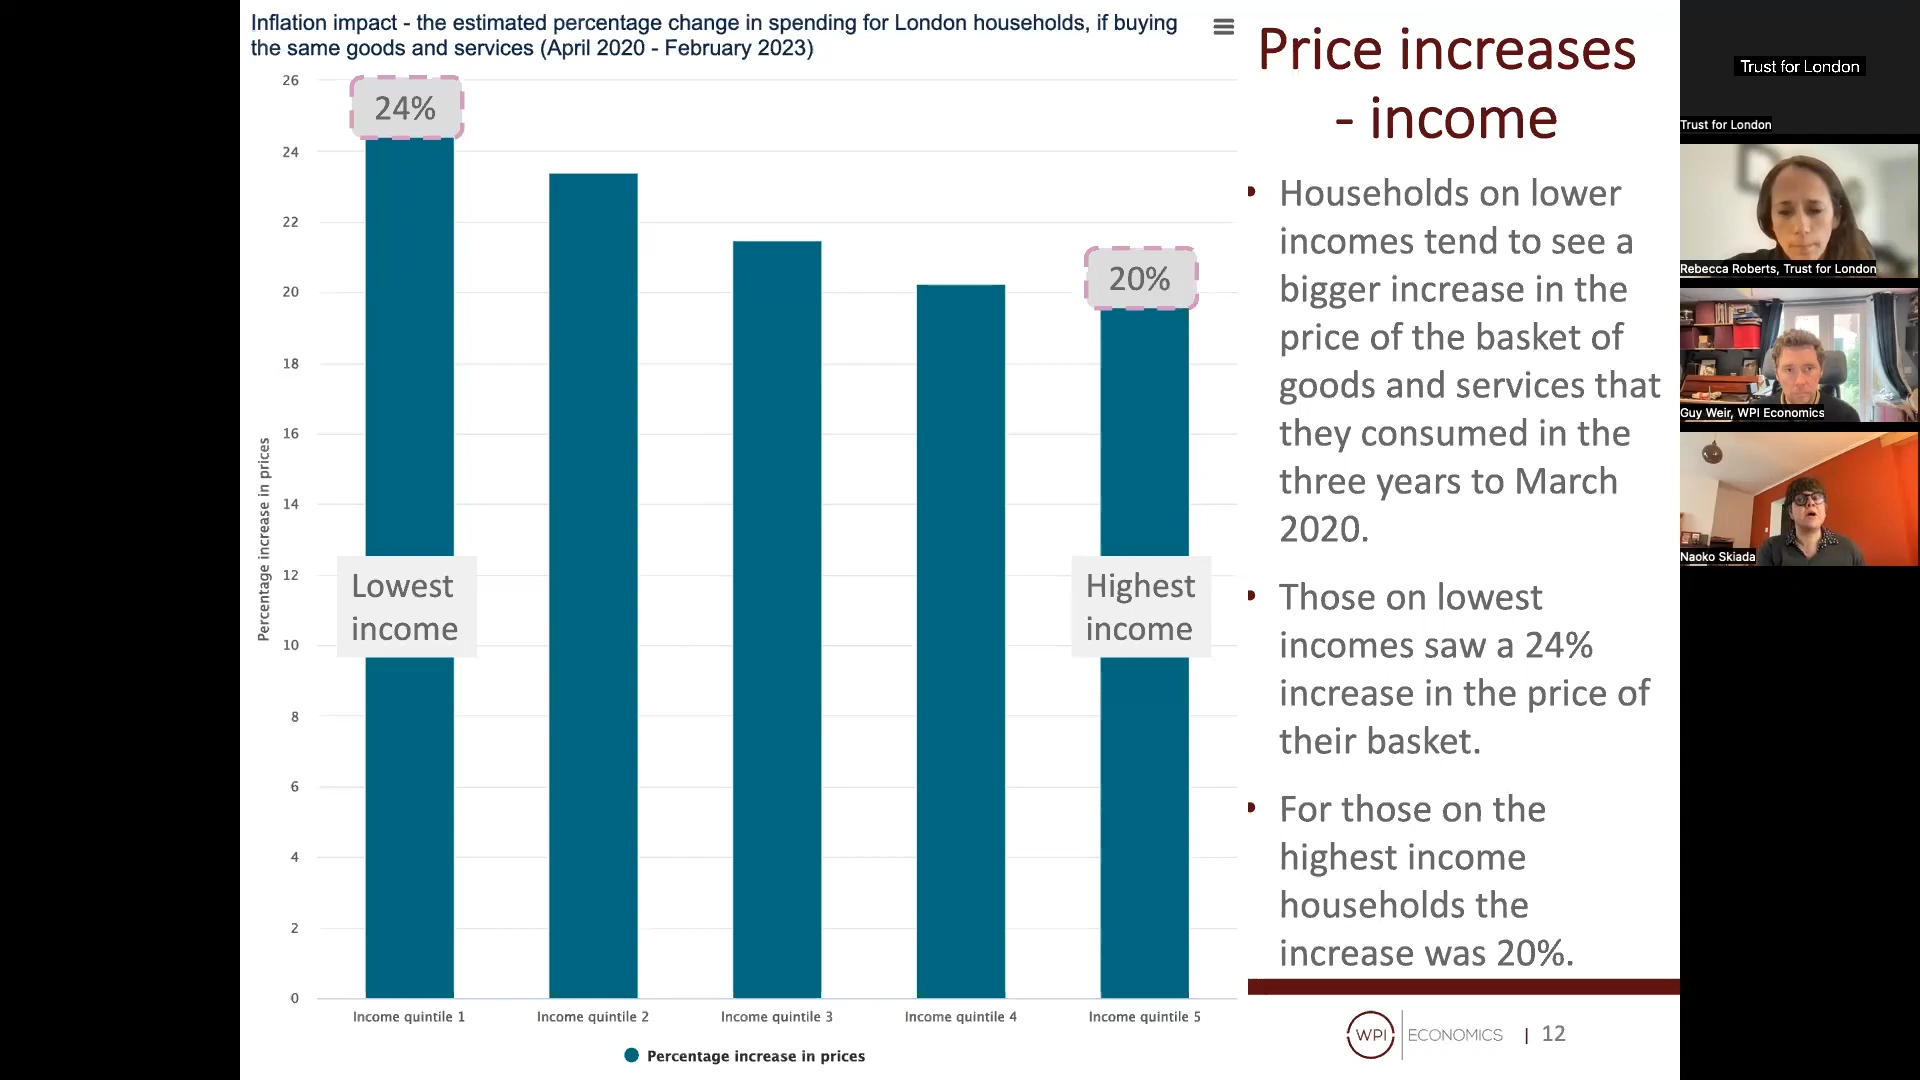 Inflation impact - the estimated percentage change in spending for London households, if buying
the same goods and services (April 2020 - February 2023)
Percentage increase in prices
26
24
22
20
18
16
14
12
10
8
6
4
2
0
24%
20%
Lowest
income
Highest
income
Income quintile 1
Income quintile 2
Income quintile 3
Income quintile 4
Income quintile 5
Percentage increase in prices
Price increases
- income
• Households on lower
incomes tend to see a
bigger increase in the
price of the basket of
goods and services that
they consumed in the
three years to March
2020.
• Those on lowest
incomes saw a 24%
increase in the price of
their basket.
• For those on the
highest income
households the
increase was 20%.
WPI ECONOMICS | 12
Trust for London
Trust for London
Rebecca Roberts, Trust for London
Guy Weir, WPI Economics
Naoko Skiada